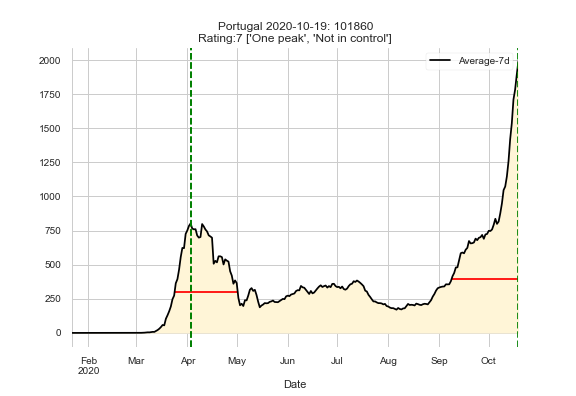 Portugal 2020-10-19: 101860
Rating:7 ['One peak', 'Not in control']
Average-7d
2000
1750
1500
1250
1000
750
500
250
0
Feb Mar Apr May Jun Jul Aug Sep Oct
2020
Date